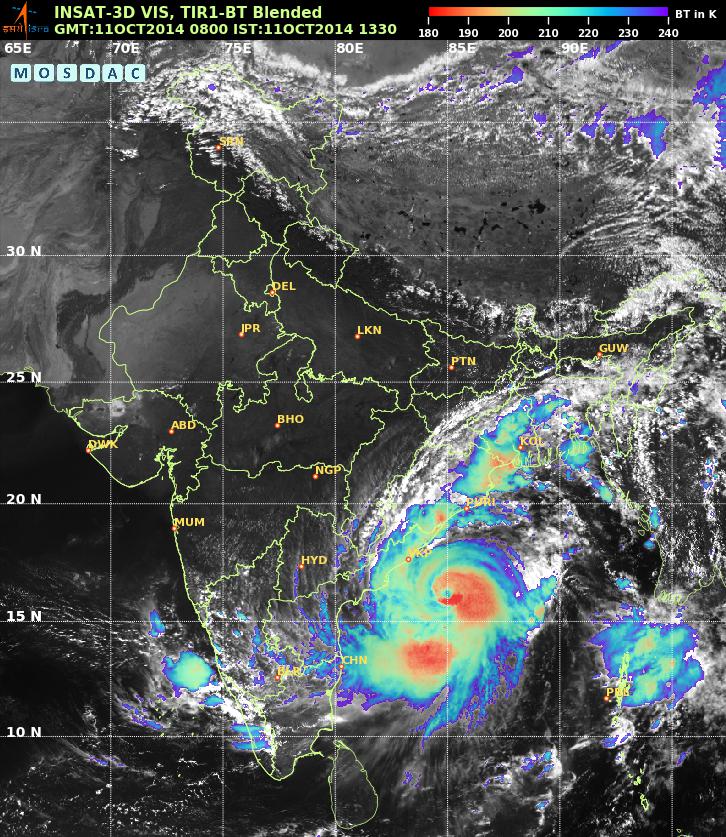 INSAT-3D VIS, TIR1-BT Blended
GMT:11OCT2014 0800 IST:11OCT2014 1330
BT in K
180 190 200 210 220 230 240
65E 70E 75E 80E 85E 90E
MOSDAC
SRN
30 N
DEL
JPR
LKN
GUW
PTN
25 N
ABD
BHO
DWK
KOL
NGP
20 N
PURI
MUM
HYD
15 N
CHN
10 N